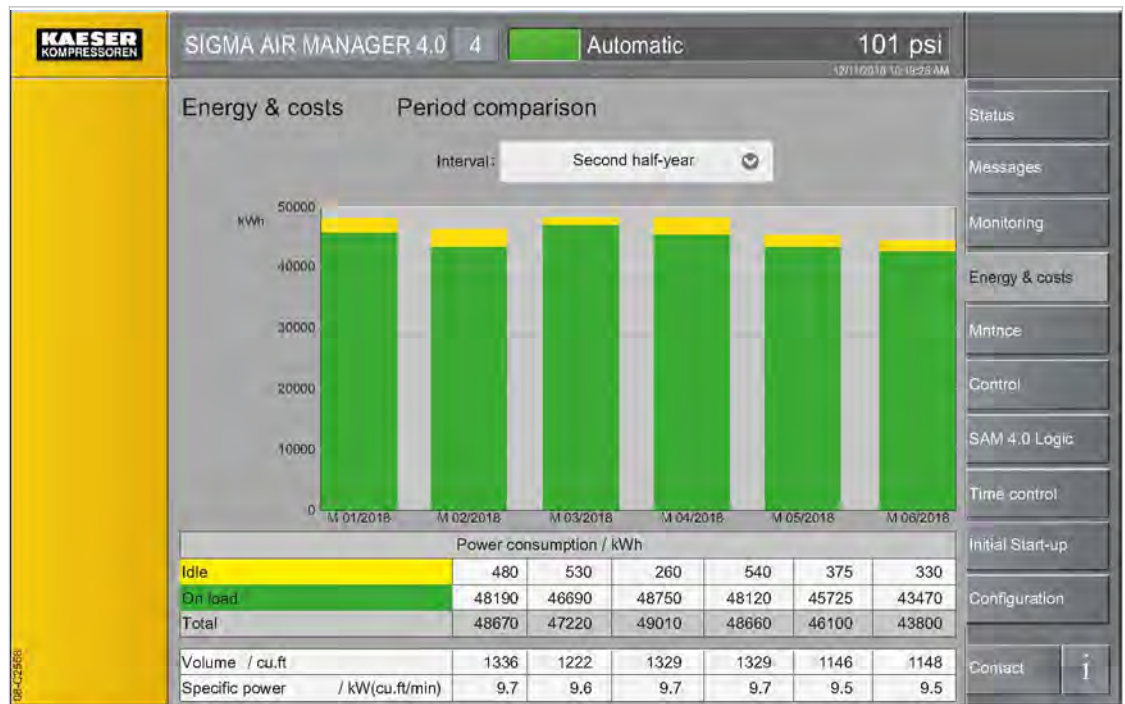 KAESER
KOMPRESSOREN
SIGMA AIR MANAGER 4.0 4 Automatic 101 psi
Energy & costs Period comparison
Interval: Second half-year
kWh
50000
40000
30000
20000
10000
0
M 01/2018 M 02/2018 M 03/2018 M 04/2018 M 05/2018 M 06/2018
Power consumption / kWh
Idle 480 530 260 540 375 330
On load 48190 46690 48750 48120 45725 43470
Total 48670 47220 49010 48660 46100 43800
Volume / cu.ft 1336 1222 1329 1329 1146 1148
Specific power / kW(cu.ft/min) 9.7 9.6 9.7 9.7 9.5 9.5
Status
Messages
Monitoring
Energy & costs
Mntnce
Control
SAM 4.0 Logic
Time control
Initial Start-up
Configuration
Contact i